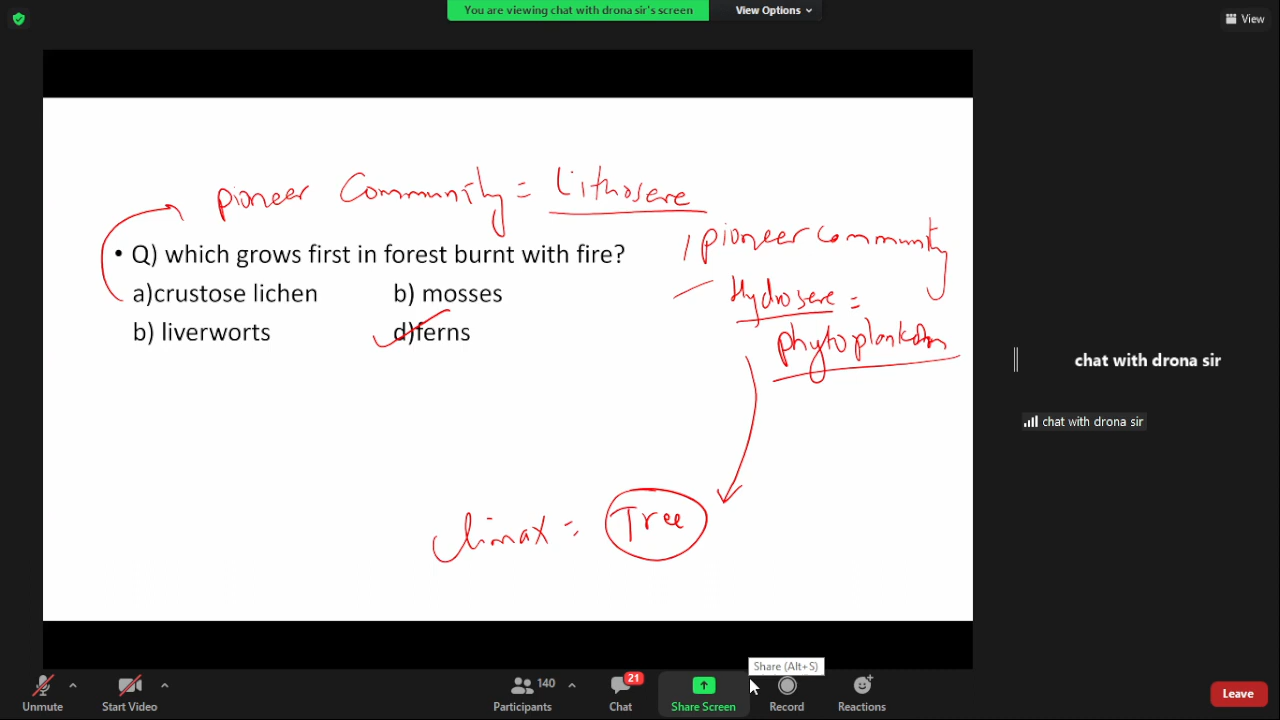 You are viewing chat with drona sir's screen
View Options
View
Pioneer Community = Lithosere
• Q) which grows first in forest burnt with fire?
a)crustose lichen b) mosses
b) liverworts d)ferns
pioneer community
Hydrosere =
phytoplankton
climax = Tree
chat with drona sir
chat with drona sir
Share (Alt+S)
140
21
Unmute
Start Video
Participants
Chat
Share Screen
Record
Reactions
Leave